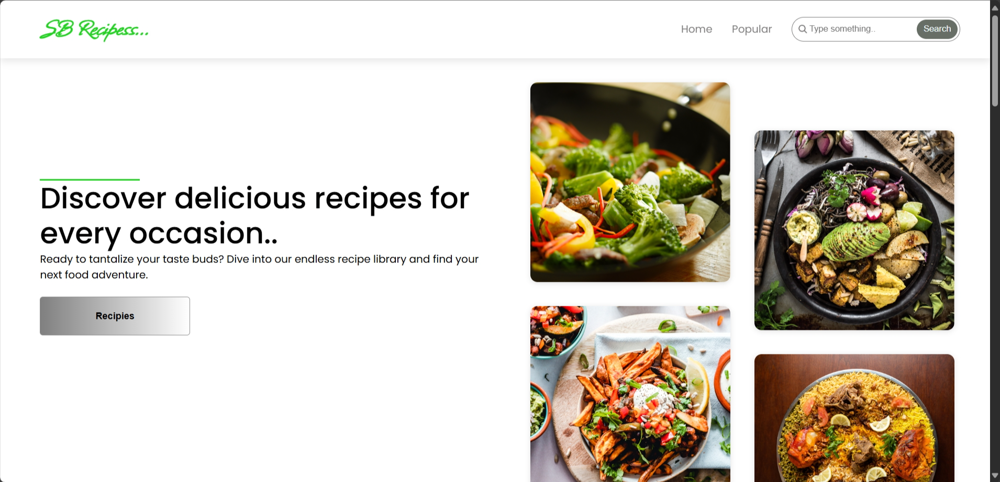 SB Recipess...
Home
Popular
Type something..
Search
Discover delicious recipes for
every occasion..
Ready to tantalize your taste buds? Dive into our endless recipe library and find your
next food adventure.
Recipies